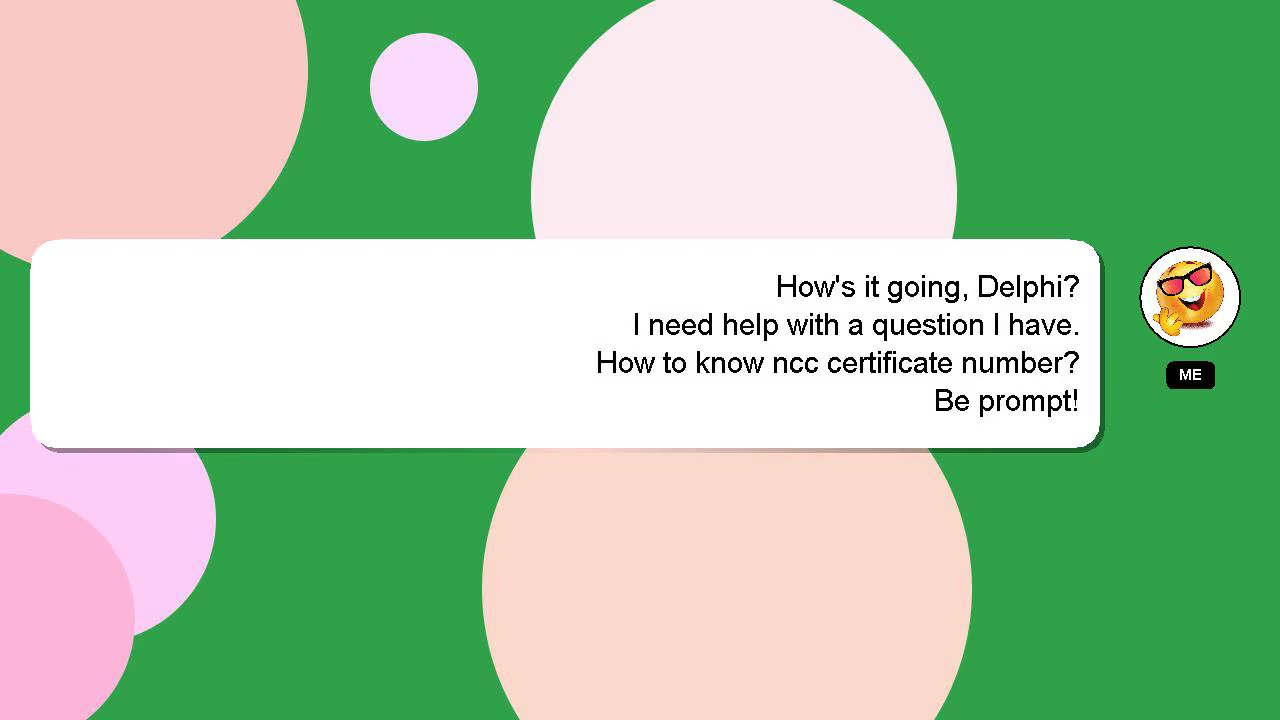 How's it going, Delphi?
I need help with a question I have.
How to know ncc certificate number?
Be prompt!
ME